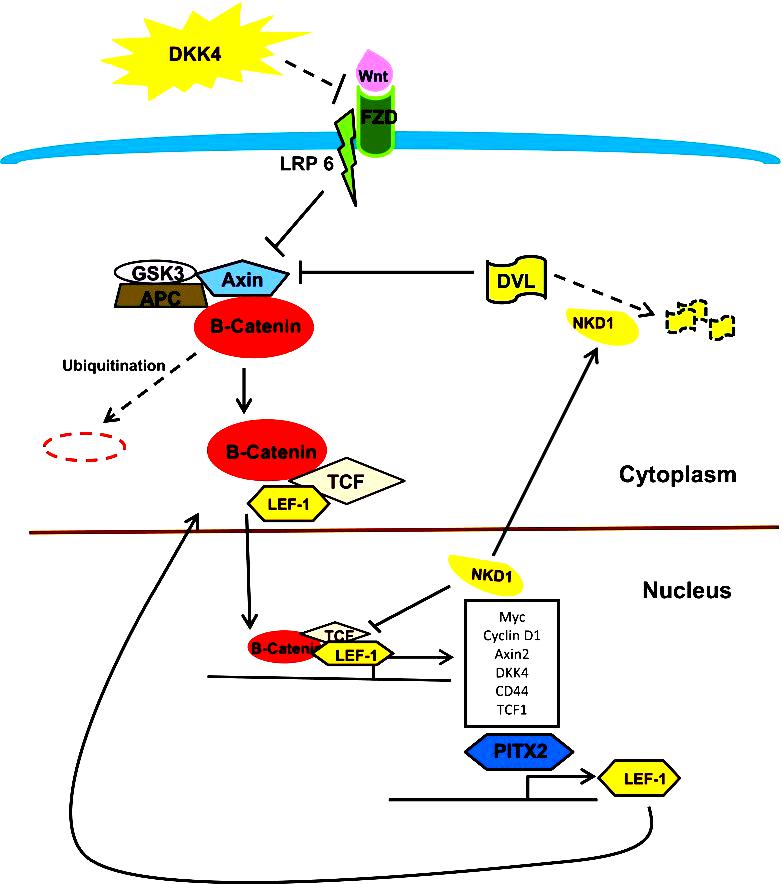 DKK4
Wnt
FZD
LRP 6
GSK3
Axin
APC
B-Catenin
DVL
NKD1
Ubiquitination
B-Catenin
TCF
LEF-1
Cytoplasm
NKD1
Nucleus
TCF
B-Catenin
LEF-1
Myc
Cyclin D1
Axin2
DKK4
CD44
TCF1
PITX2
LEF-1